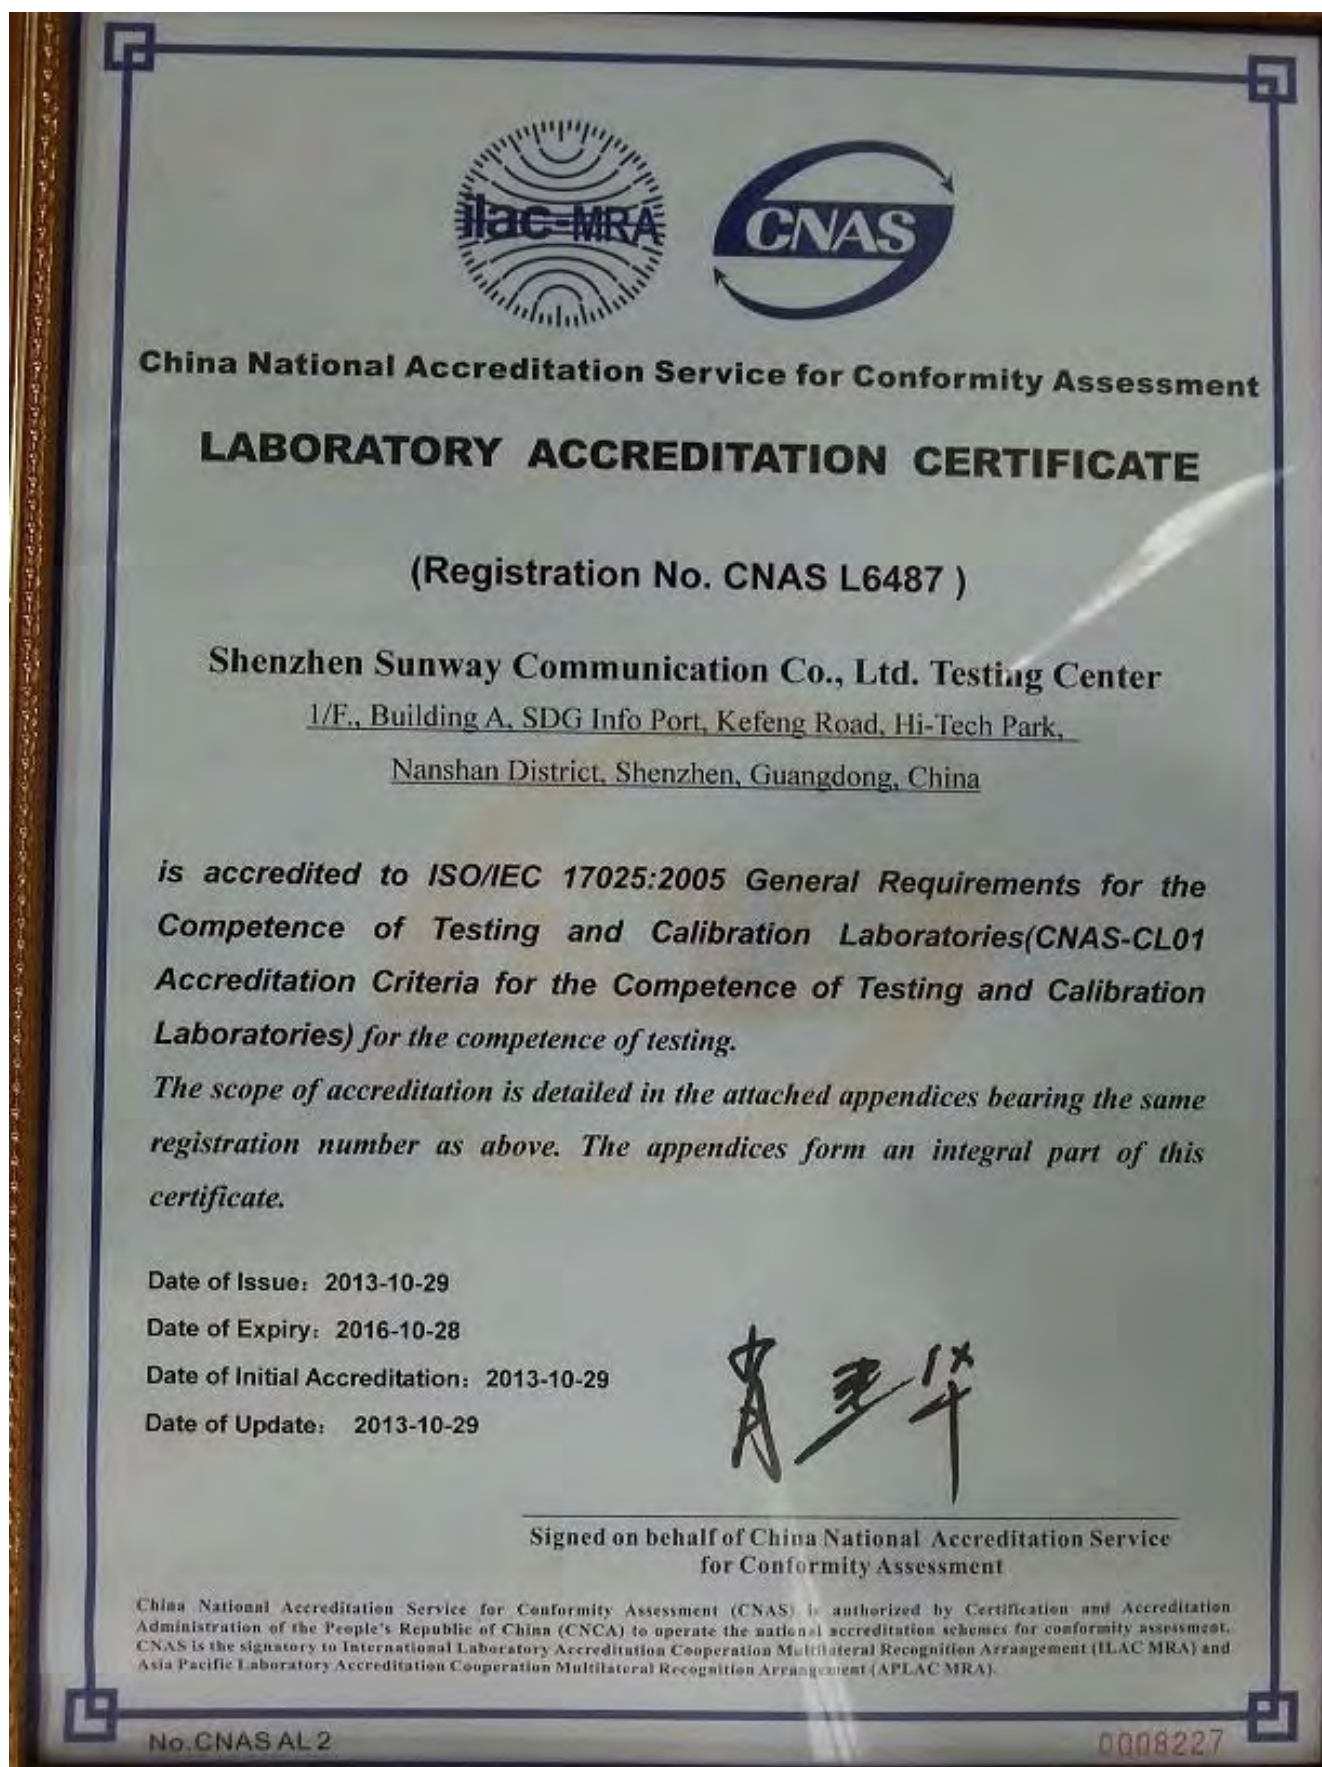 ilac-MRA
CNAS
China National Accreditation Service for Conformity Assessment
LABORATORY ACCREDITATION CERTIFICATE
(Registration No. CNAS L6487 )
Shenzhen Sunway Communication Co., Ltd. Testing Center
1/F., Building A, SDG Info Port, Kefeng Road, Hi-Tech Park,
Nanshan District, Shenzhen, Guangdong, China
is accredited to ISO/IEC 17025:2005 General Requirements for the
Competence of Testing and Calibration Laboratories(CNAS-CL01
Accreditation Criteria for the Competence of Testing and Calibration
Laboratories) for the competence of testing.
The scope of accreditation is detailed in the attached appendices bearing the same
registration number as above. The appendices form an integral part of this
certificate.
Date of Issue: 2013-10-29
Date of Expiry: 2016-10-28
Date of Initial Accreditation: 2013-10-29
Date of Update: 2013-10-29
Signed on behalf of China National Accreditation Service
for Conformity Assessment
China National Accreditation Service for Conformity Assessment (CNAS) is authorized by Certification and Accreditation
Administration of the People's Republic of China (CNCA) to operate the national accreditation schemes for conformity assessment.
CNAS is the signatory to International Laboratory Accreditation Cooperation Multilateral Recognition Arrangement (ILAC MRA) and
Asia Pacific Laboratory Accreditation Cooperation Multilateral Recognition Arrangement (APLAC MRA).
No.CNAS AL 2
0008227